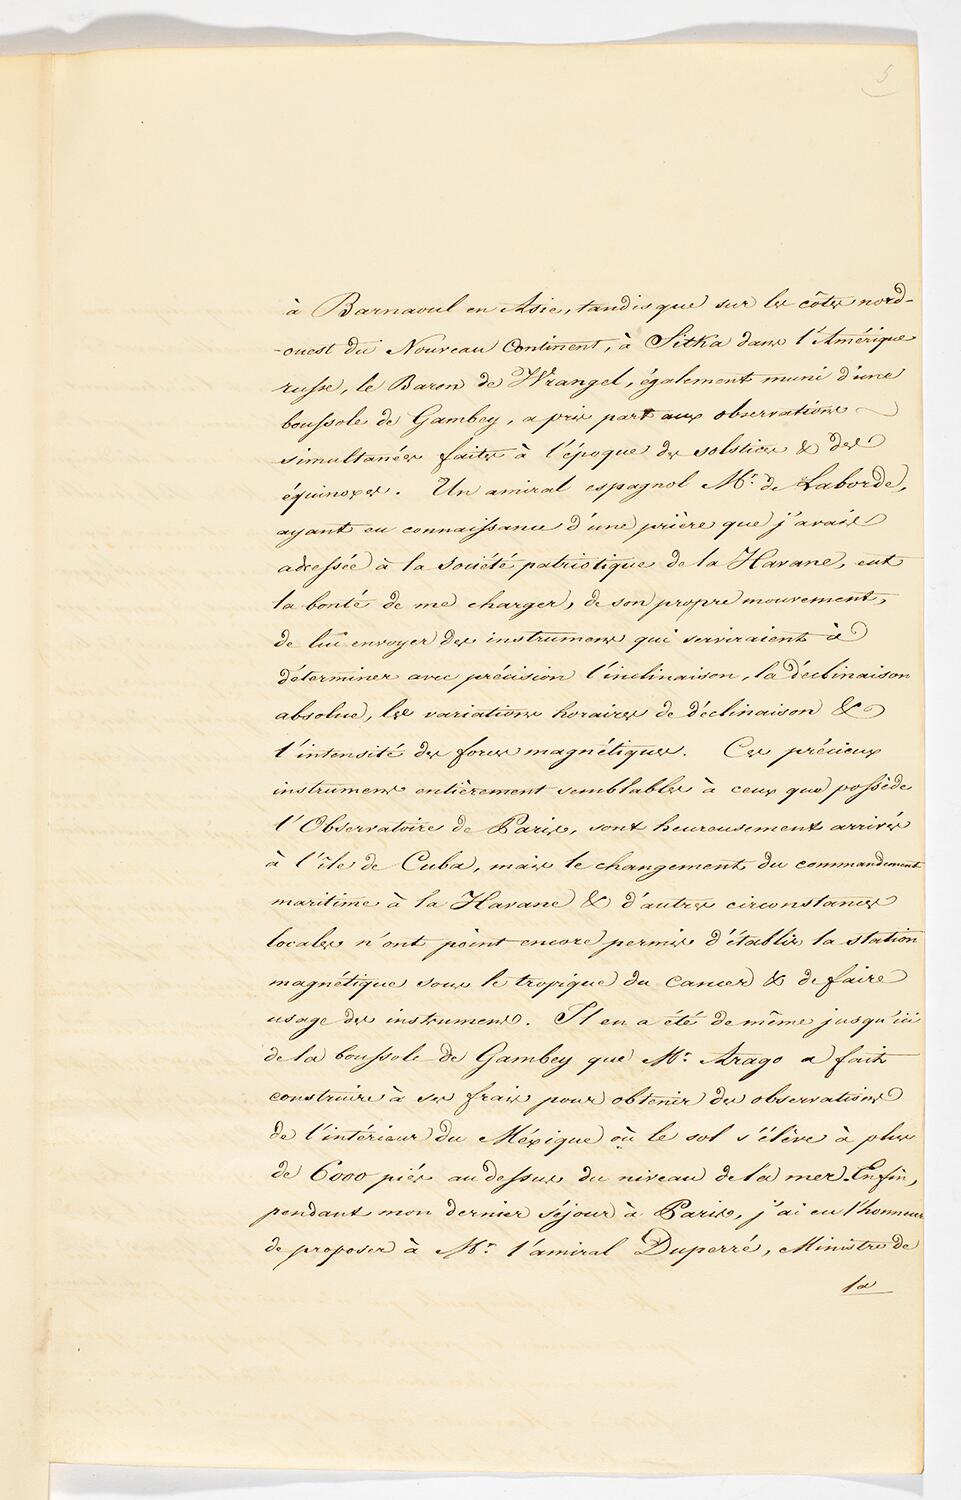 5
à Barnaoul en Asie, tandis que sur les côtes nord-
-ouest du Nouveau Continent, à Sitka dans l'Amérique
russe, le Baron de Wrangel, également muni d'une
boussole de Gambey, a pris part aux observations
simultanées faites à l'époque des solstices & des
équinoxes. Un amiral espagnol Mr. de Laborde,
ayant eu connaissance d'une prière que j'avais
adressée à la Société patriotique de la Havane, eut
la bonté de me charger, de son propre mouvement,
de lui envoyer des instrumens qui serviraient à
déterminer avec précision l'inclinaison, la déclinaison
absolue, les variations horaires de déclinaison &
l'intensité des forces magnétiques. Ces précieux
instrumens entièrement semblables à ceux que possède
l'Observatoire de Paris, sont heureusement arrivés
à l'île de Cuba, mais le changement du commandement
maritime à la Havane & d'autres circonstances
locales n'ont point encore permis d'établir la station
magnétique sous le tropique du cancer & de faire
usage des instrumens. Il en a été de même jusqu'ici
de la boussole de Gambey que Mr. Arago a fait
construire à ses frais pour obtenir des observations
de l'intérieur du Méxique où le sol s'élève à plus
de 6000 piés au dessus du niveau de la mer. Enfin,
pendant mon dernier séjour à Paris, j'ai eu l'honneur
de proposer à Mr. l'amiral Duperré, Ministre de
la